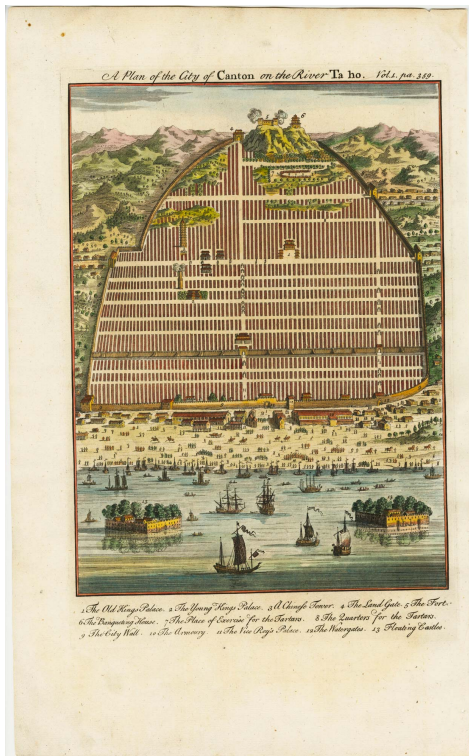 A Plan of the City of Canton on the River Ta ho. Vol.1. pa. 359.
1 The Old Kings Palace. 2 The Young Kings Palace. 3 A Chinese Tower. 4 The Land Gate. 5 The Fort.
6 The Banqueting House. 7 The Place of Exercise for the Tartars. 8 The Quarters for the Tartars.
9 The City Wall. 10 The Armoury. 11 The Vice Roy's Palace. 12 The Watergates. 13 Floating Castles.